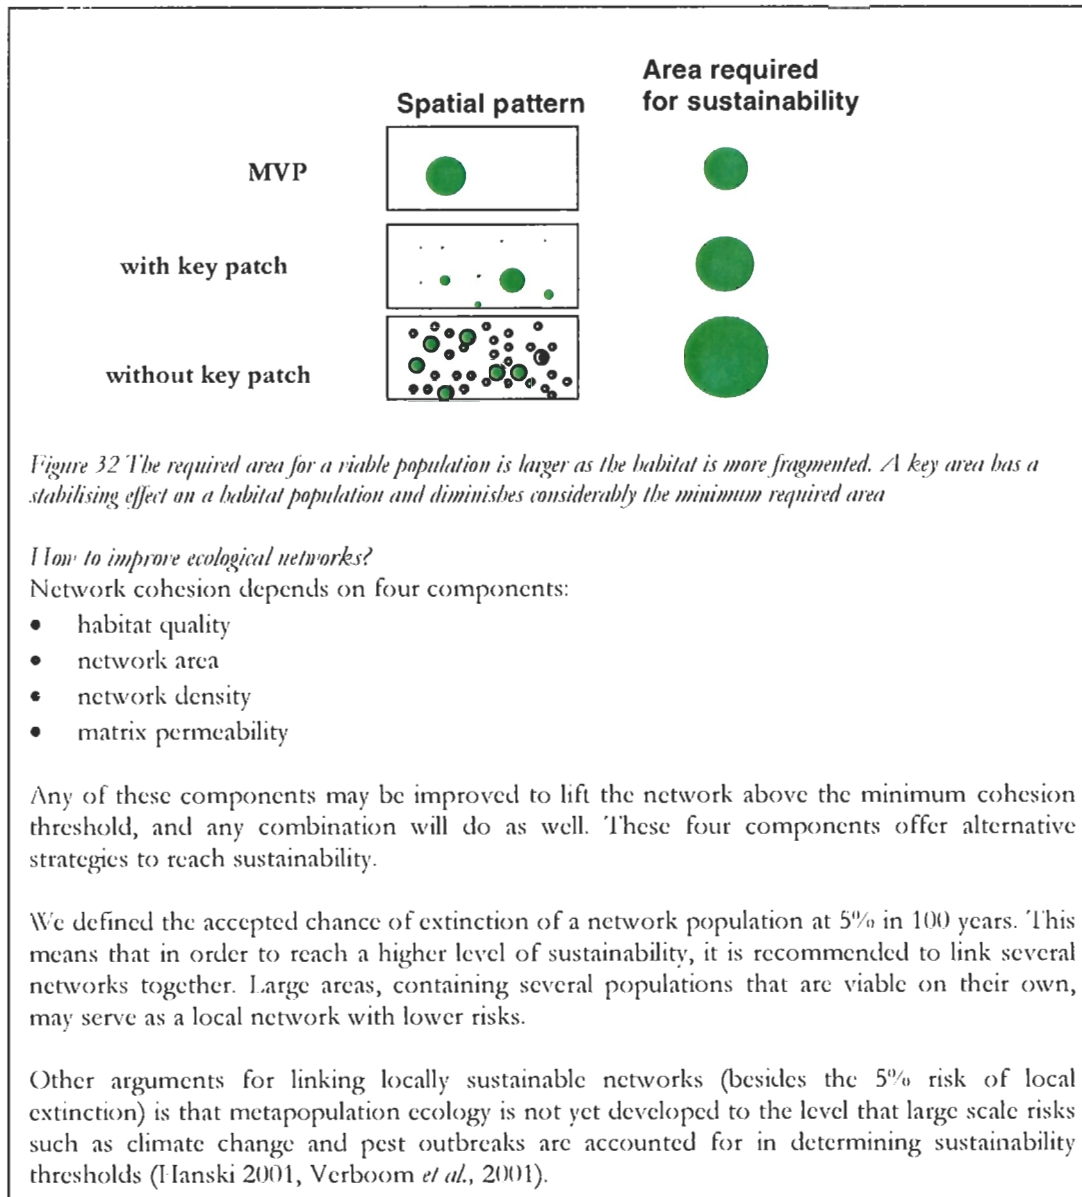 Spatial pattern
Area required
for sustainability
MVP
with key patch
without key patch
Figure 32 The required area for a viable population is larger as the habitat is more fragmented. A key area has a
stabilising effect on a habitat population and diminishes considerably the minimum required area
How to improve ecological networks?
Network cohesion depends on four components:
• habitat quality
• network area
• network density
• matrix permeability
Any of these components may be improved to lift the network above the minimum cohesion
threshold, and any combination will do as well. These four components offer alternative
strategies to reach sustainability.
We defined the accepted chance of extinction of a network population at 5% in 100 years. This
means that in order to reach a higher level of sustainability, it is recommended to link several
networks together. Large areas, containing several populations that are viable on their own,
may serve as a local network with lower risks.
Other arguments for linking locally sustainable networks (besides the 5% risk of local
extinction) is that metapopulation ecology is not yet developed to the level that large scale risks
such as climate change and pest outbreaks are accounted for in determining sustainability
thresholds (Hanski 2001, Verboom et al., 2001).